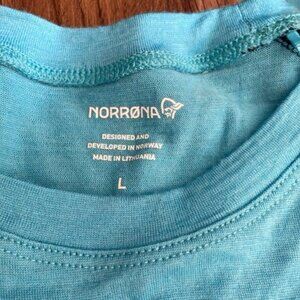 NORRØNA
DESIGNED AND
DEVELOPED IN NORWAY
MADE IN LITHUANIA
L